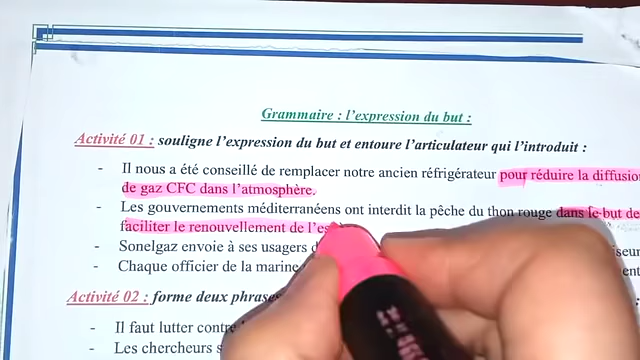 Grammaire : l'expression du but :
Activité 01 : souligne l'expression du but et entoure l'articulateur qui l'introduit :
- Il nous a été conseillé de remplacer notre ancien réfrigérateur pour réduire la diffusion
de gaz CFC dans l'atmosphère.
- Les gouvernements méditerranéens ont interdit la pêche du thon rouge dans le but de
faciliter le renouvellement de
- Sonelgaz envoie à ses usagers
- Chaque officier de la marine
Activité 02 : forme deux phrases
- Il faut lutter contre
- Les chercheurs